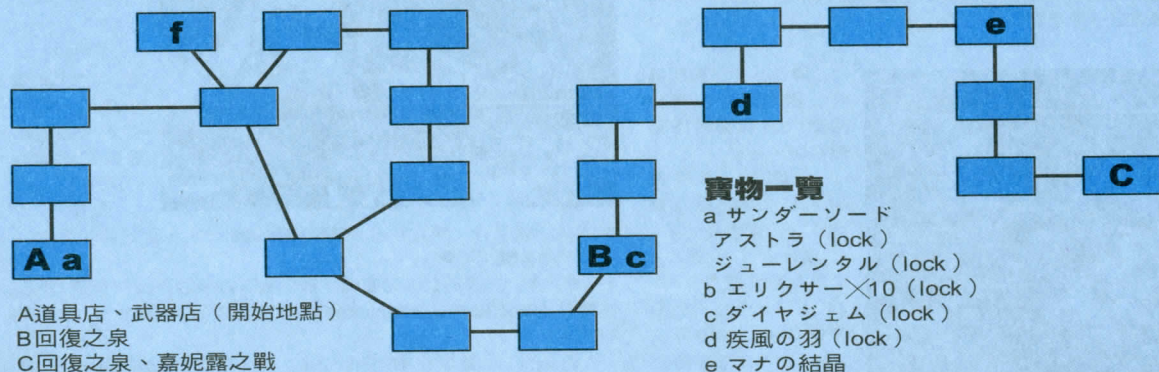 f
e
d
C
A a
B c
A道具店、武器店（開始地點）
B回復之泉
C回復之泉、嘉妮露之戰
寶物一覽
a サンダーソード
アストラ（lock）
ジューレンタル（lock）
b エリクサー×10（lock）
c ダイヤジェム（lock）
d 疾風の羽（lock）
e マナの結晶